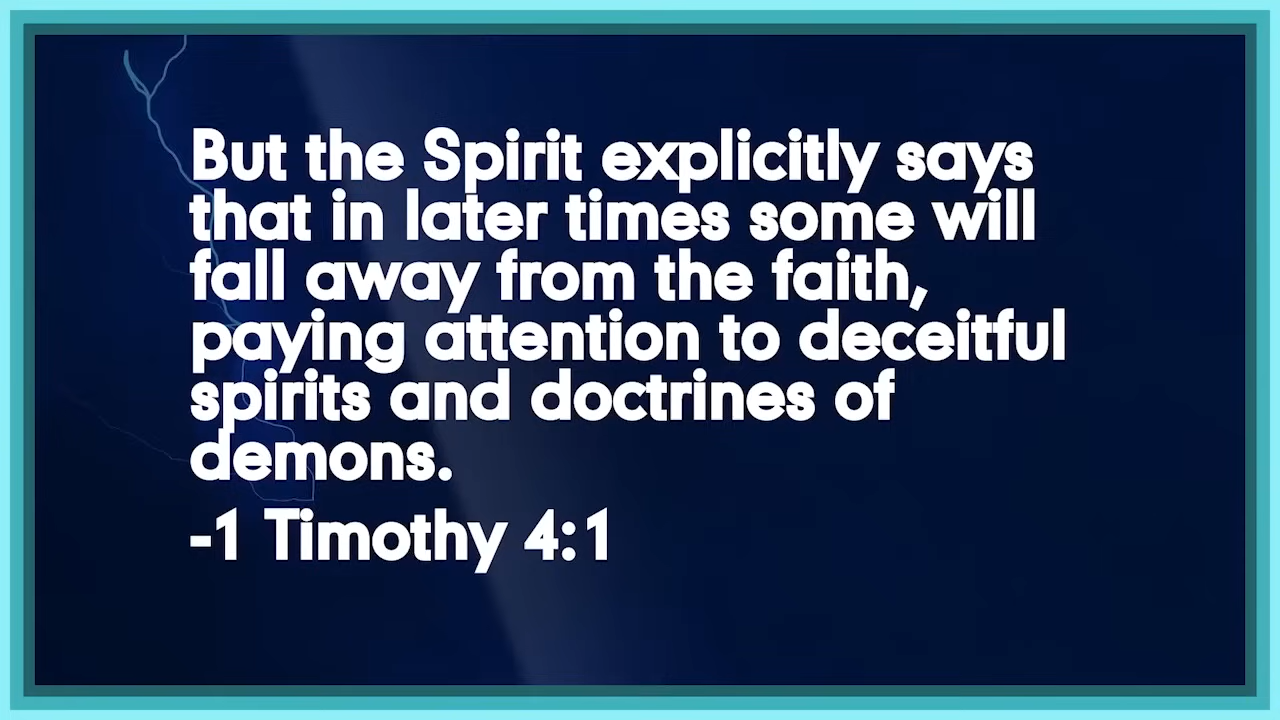 But the Spirit explicitly says
that in later times some will
fall away from the faith,
paying attention to deceitful
spirits and doctrines of
demons.
-1 Timothy 4:1